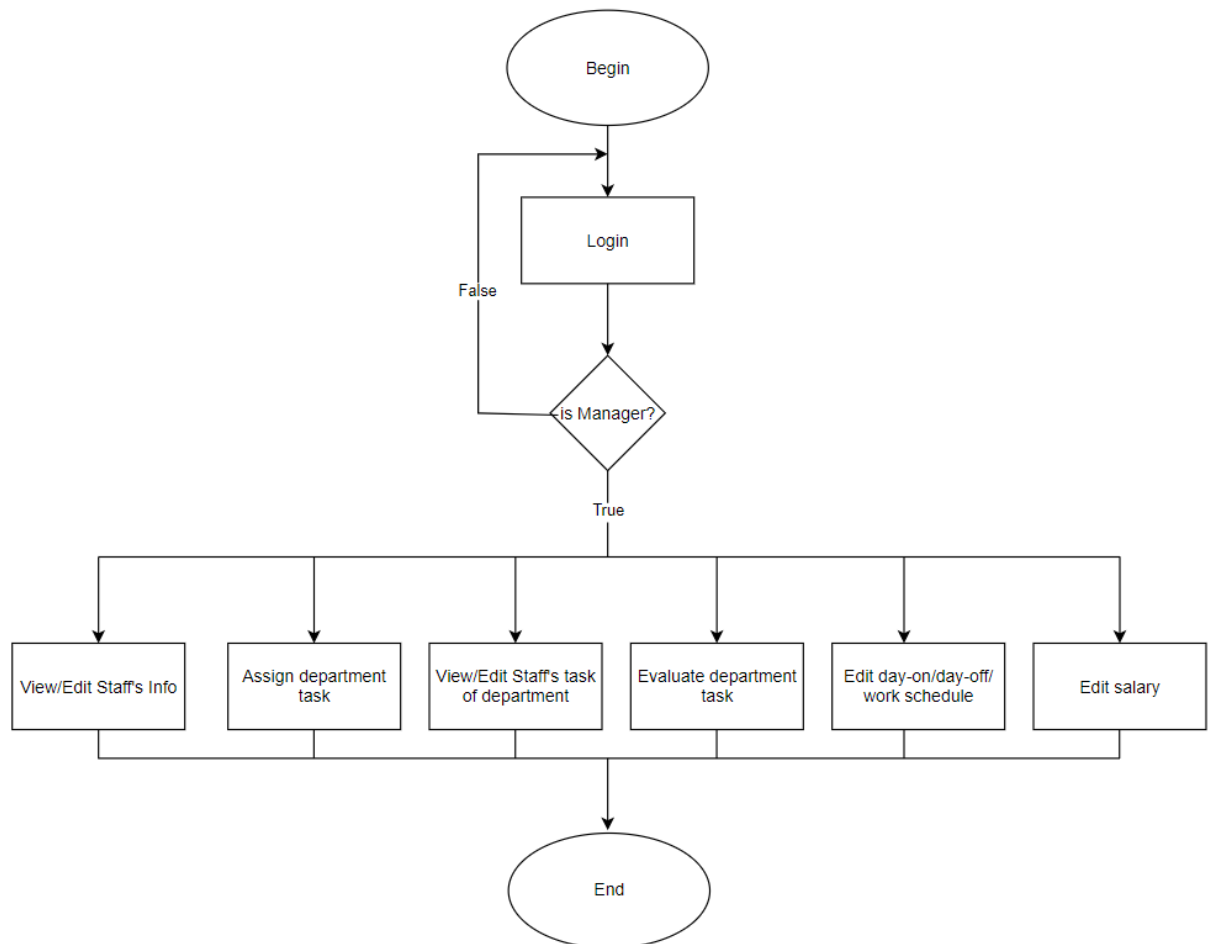 Begin
Login
False
is Manager?
True
View/Edit Staff's Info
Assign department
task
View/Edit Staff's task
of department
Evaluate department
task
Edit day-on/day-off/
work schedule
Edit salary
End